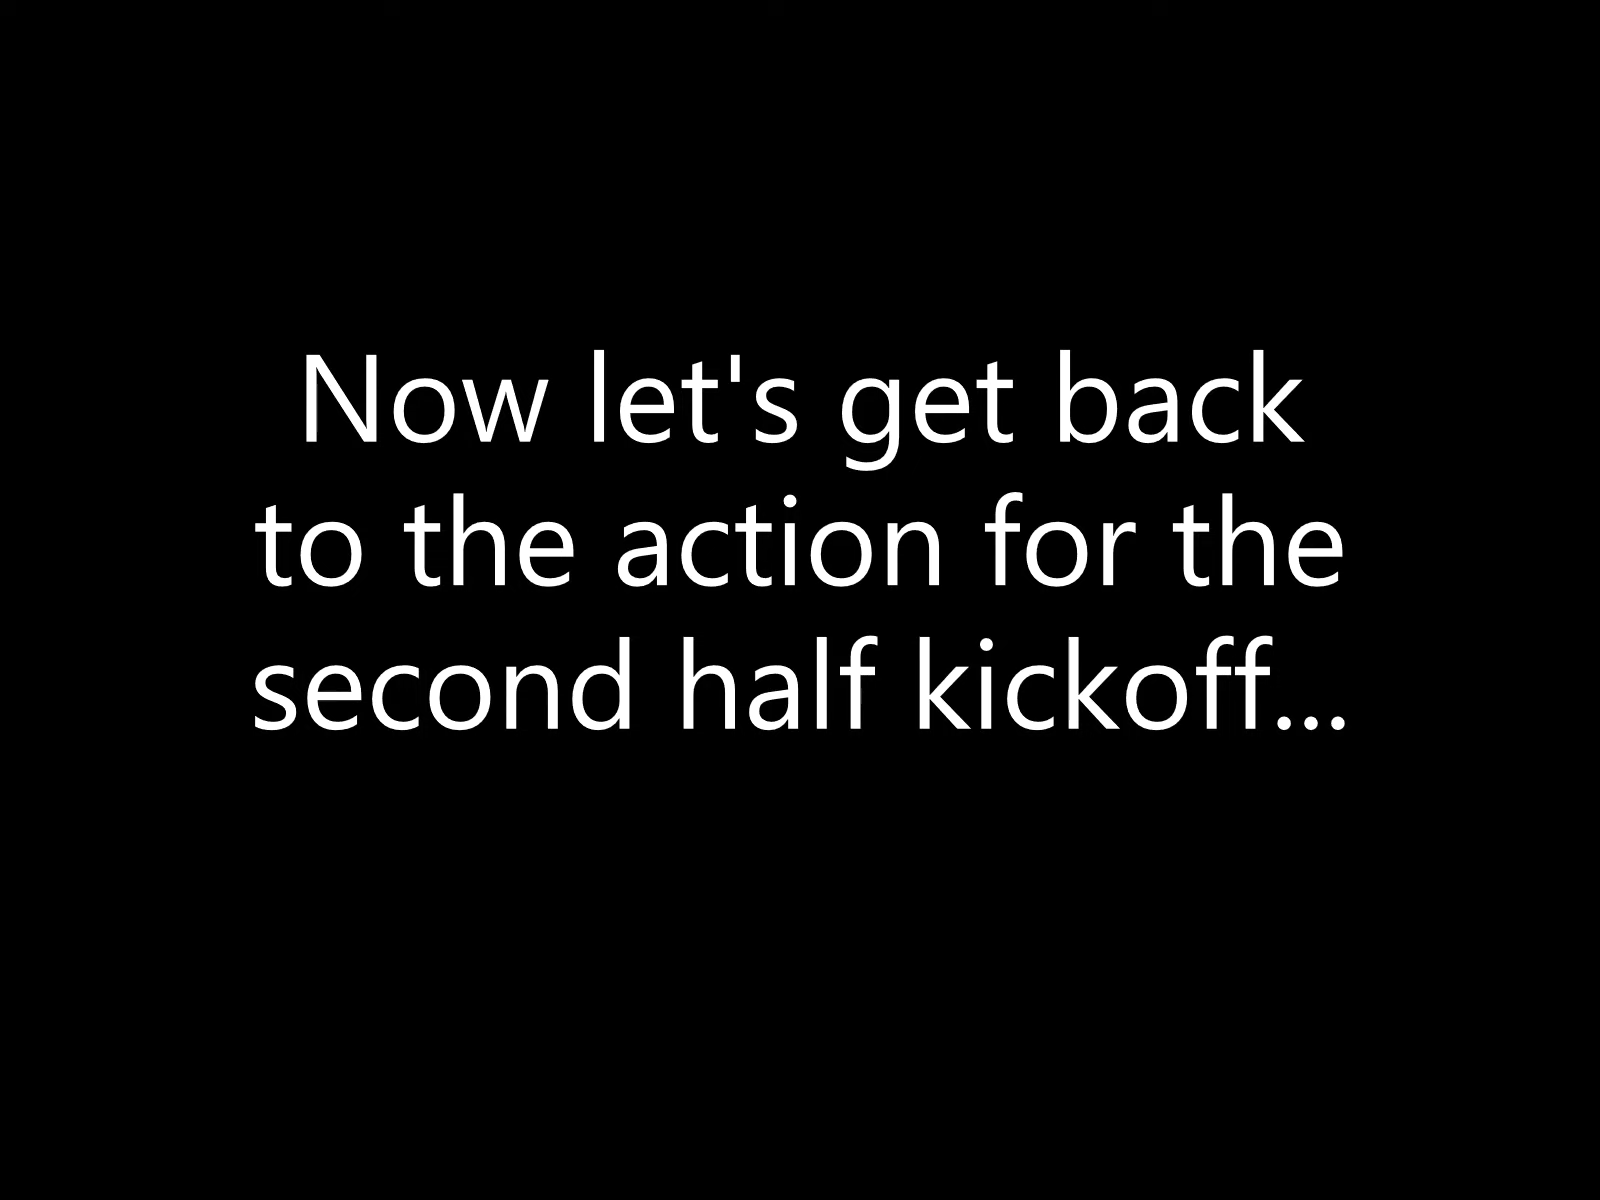 Now let's get back
to the action for the
second half kickoff...